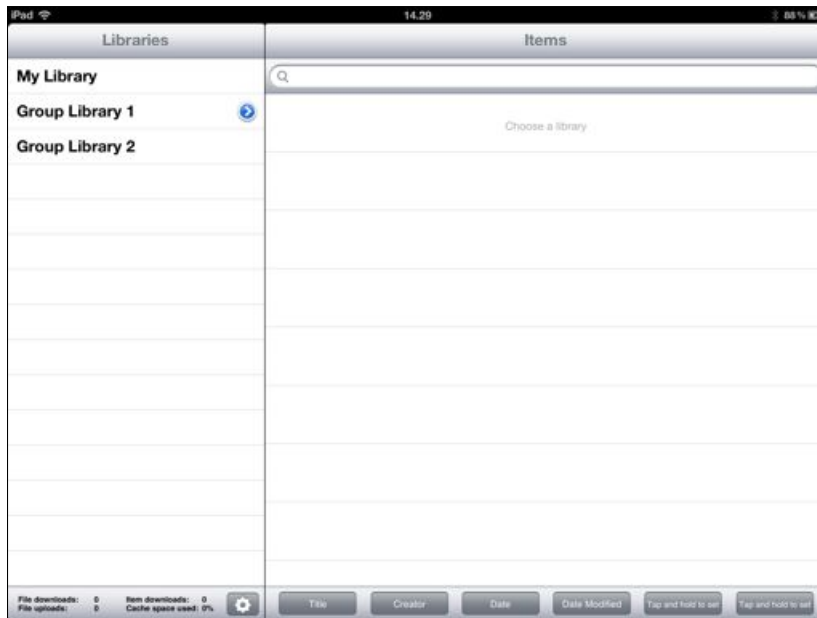 iPad 14.29 88%
Libraries
Items
My Library
Group Library 1
Group Library 2
Choose a library
File downloads: 0 Item downloads: 0
File uploads: 0 Cache space used: 0%
Title Creator Date Date Modified Tap and hold to set Tap and hold to set